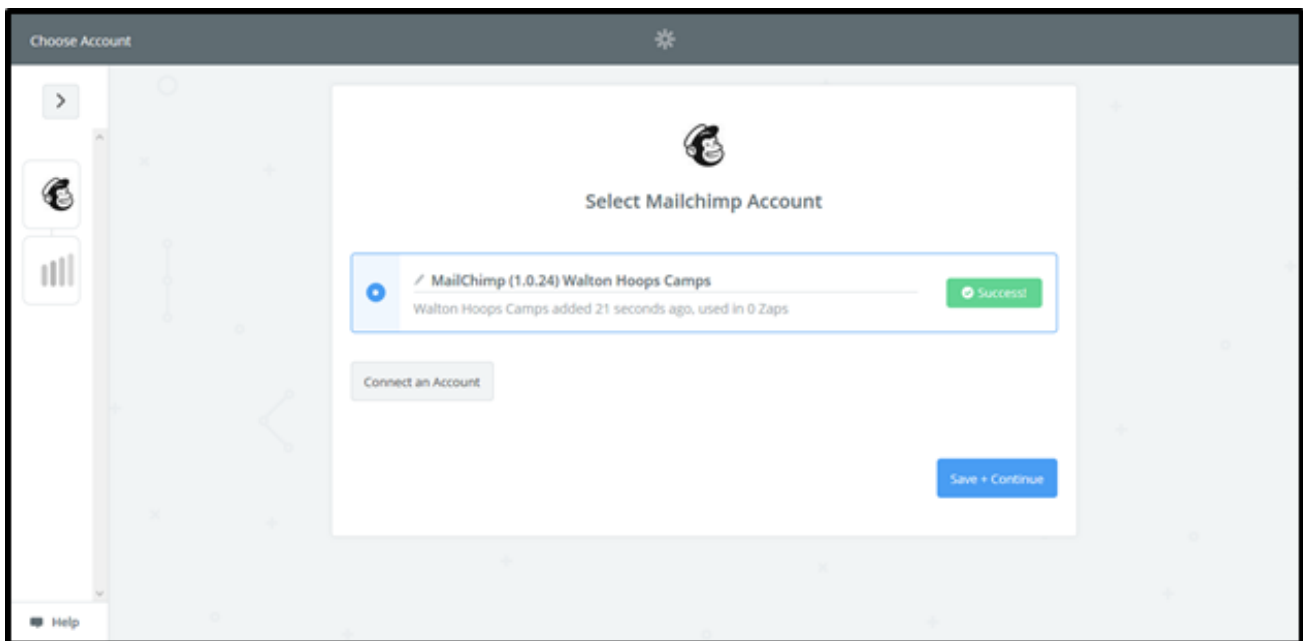 Choose Account
Select Mailchimp Account
MailChimp (1.0.24) Walton Hoops Camps
Walton Hoops Camps added 21 seconds ago, used in 0 Zaps
Success!
Connect an Account
Save + Continue
Help